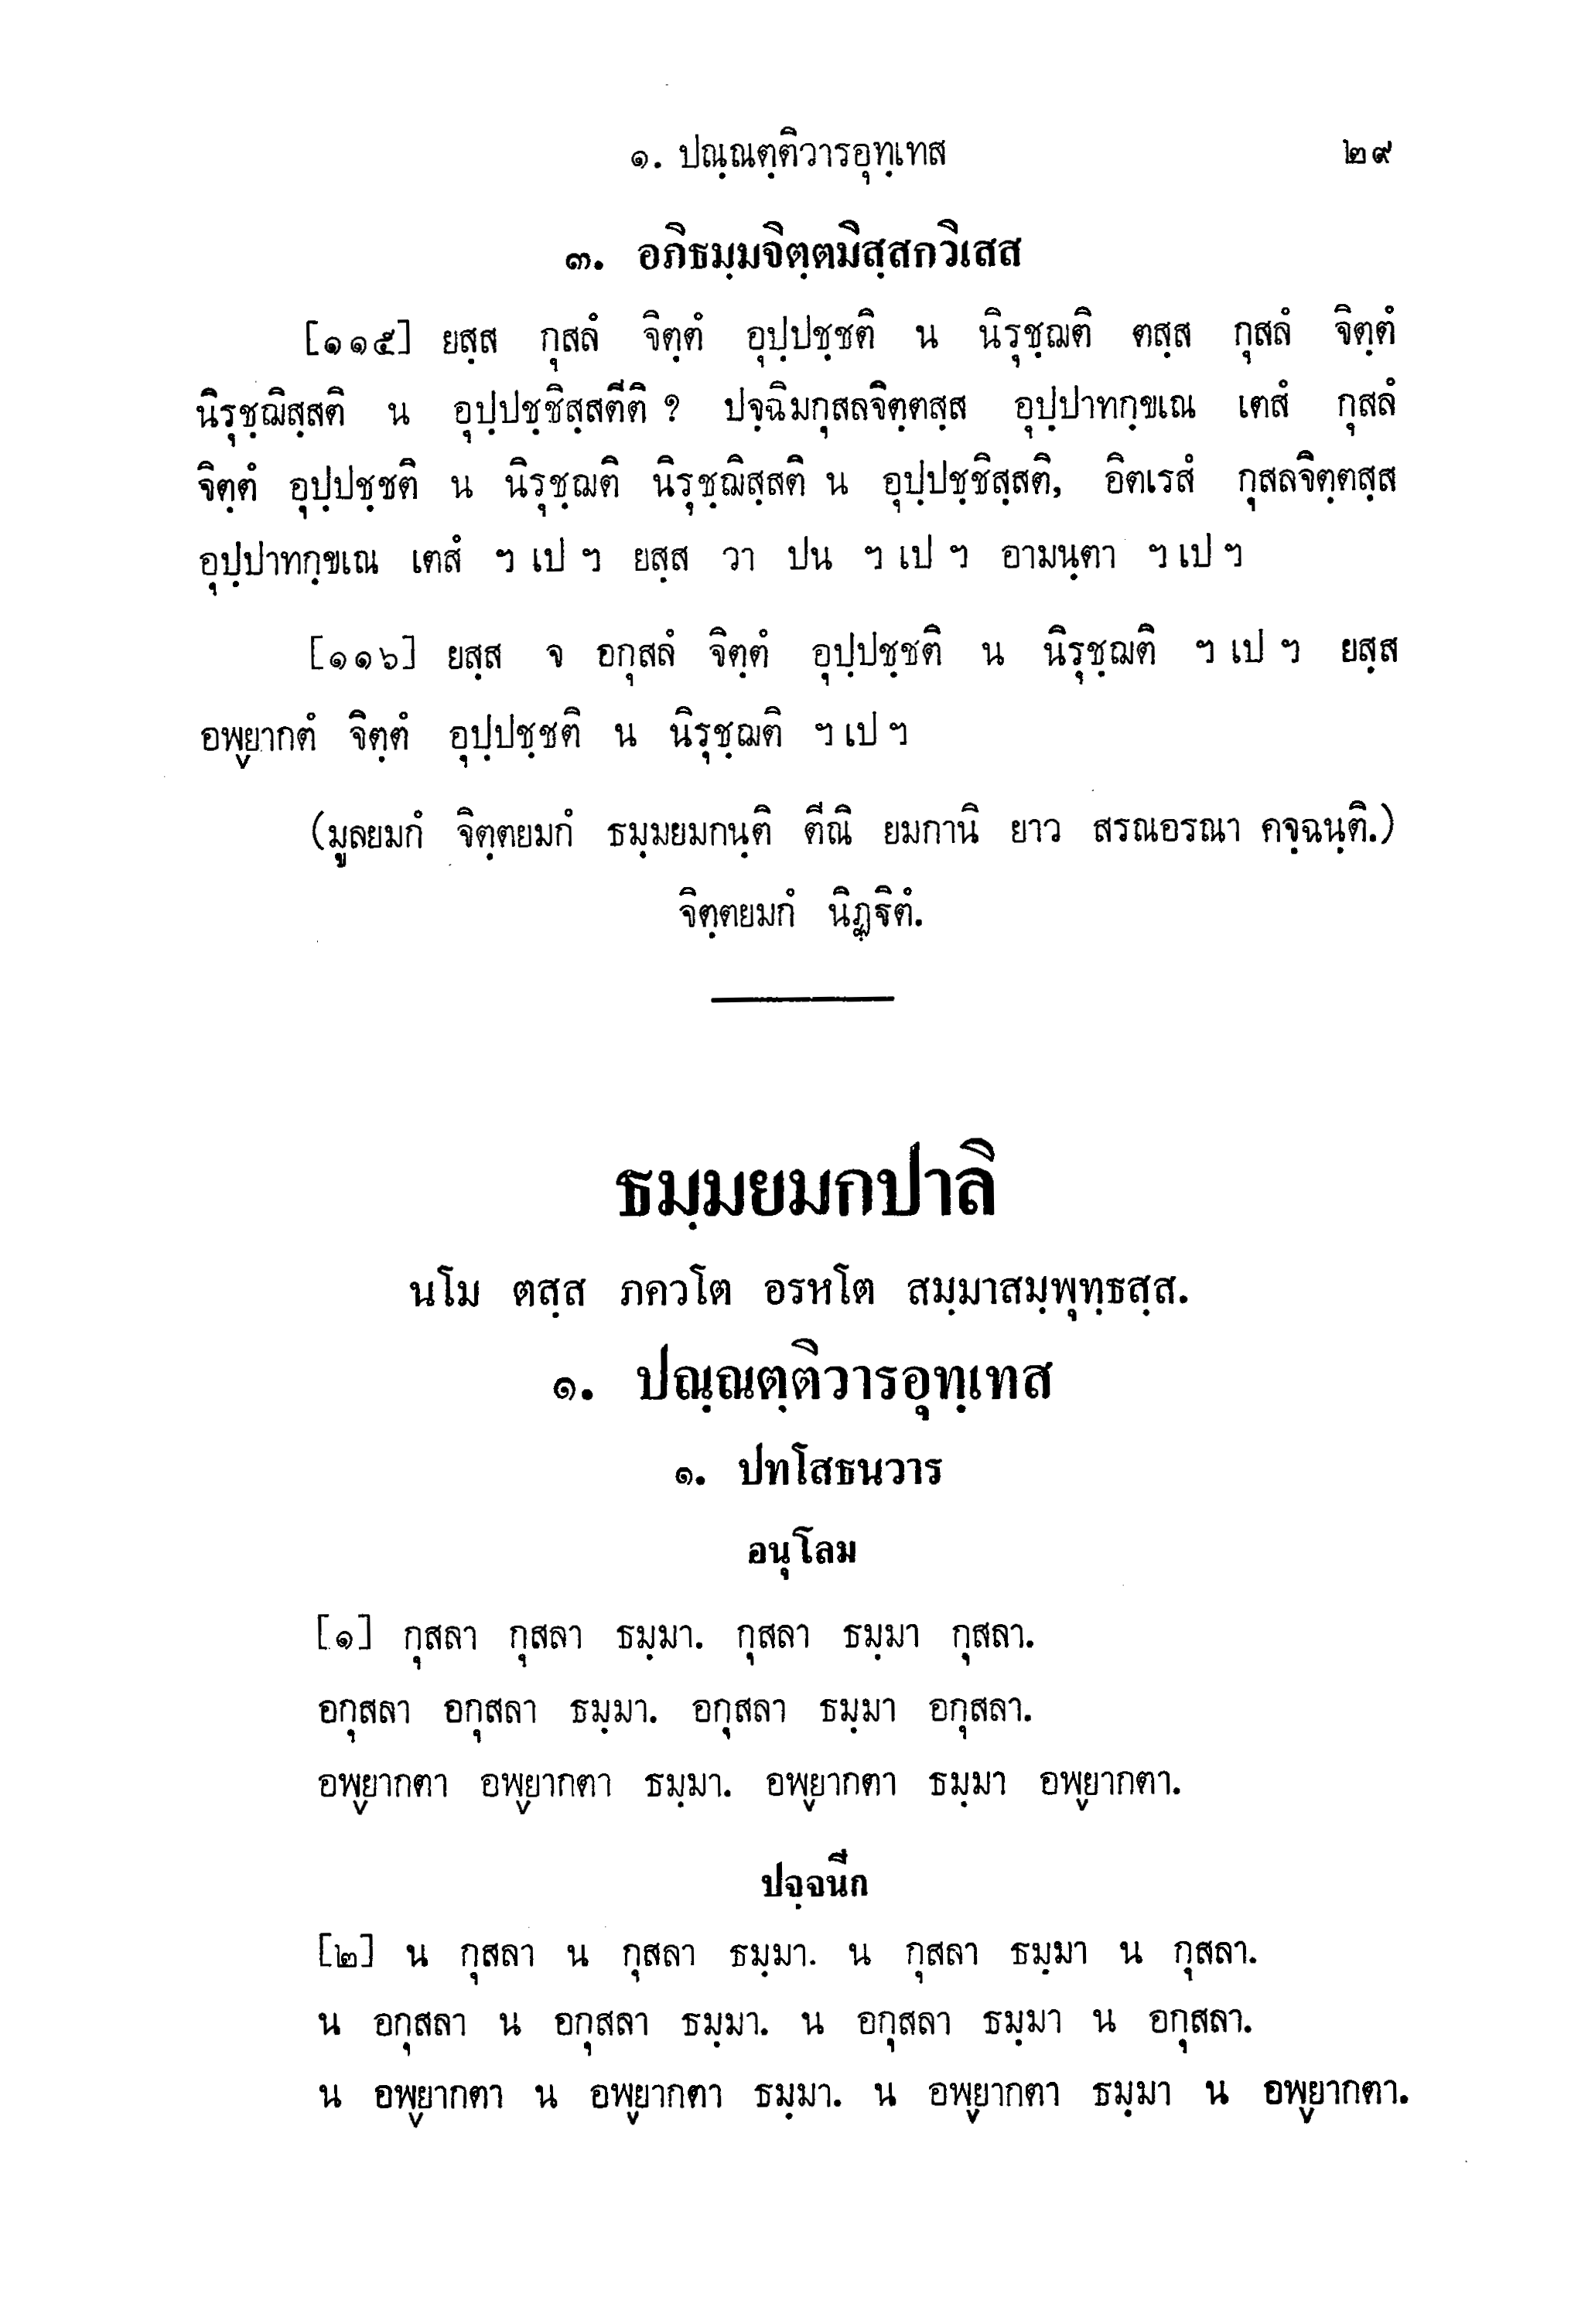 ๑. ปณฺณตฺติวารอุทฺเทส ๒๙
๓. อภิธมฺมจิตฺตมิสฺสกวิเสส
[๑๑๕] ยสฺส กุสลํ จิตฺตํ อุปฺปชฺชติ น นิรุชฺฌติ ตสฺส กุสลํ จิตฺตํ
นิรุชฺฌิสฺสติ น อุปฺปชฺชิสฺสตีติ ? ปจฺฉิมกุสลจิตฺตสฺส อุปฺปาทกฺขเณ เตสํ กุสลํ
จิตฺตํ อุปฺปชฺชติ น นิรุชฺฌติ นิรุชฺฌิสฺสติ น อุปฺปชฺชิสฺสติ, อิตเรสํ กุสลจิตฺตสฺส
อุปฺปาทกฺขเณ เตสํ ฯ เป ฯ ยสฺส วา ปน ฯ เป ฯ อามนฺตา ฯ เป ฯ
[๑๑๖] ยสฺส จ อกุสลํ จิตฺตํ อุปฺปชฺชติ น นิรุชฺฌติ ฯ เป ฯ ยสฺส
อพฺยากตํ จิตฺตํ อุปฺปชฺชติ น นิรุชฺฌติ ฯ เป ฯ
(มูลยมกํ จิตฺตยมกํ ธมฺมยมกนฺติ ตีณิ ยมกานิ ยาว สรณอรณา คจฺฉนฺติ.)
จิตฺตยมกํ นิฏฺฐิตํ.
ธมฺมยมกปาลิ
นโม ตสฺส ภควโต อรหโต สมฺมาสมฺพุทฺธสฺส.
๑. ปณฺณตฺติวารอุทฺเทส
๑. ปทโสธนวาร
อนุโลม
[๑] กุสลา กุสลา ธมฺมา. กุสลา ธมฺมา กุสลา.
อกุสลา อกุสลา ธมฺมา. อกุสลา ธมฺมา อกุสลา.
อพฺยากตา อพฺยากตา ธมฺมา. อพฺยากตา ธมฺมา อพฺยากตา.
ปจฺจนีก
[๒] น กุสลา น กุสลา ธมฺมา. น กุสลา ธมฺมา น กุสลา.
น อกุสลา น อกุสลา ธมฺมา. น อกุสลา ธมฺมา น อกุสลา.
น อพฺยากตา น อพฺยากตา ธมฺมา. น อพฺยากตา ธมฺมา น อพฺยากตา.